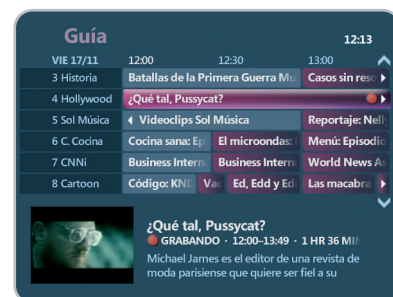 Guía
12:13
VIE 17/11 12:00 12:30 13:00
3 Historia Batallas de la Primera Guerra Mu Casos sin reso
4 Hollywood ¿Qué tal, Pussycat?
5 Sol Música Videoclips Sol Música Reportaje: Nelly
6 C. Cocina Cocina sana: Ep El microondas: Menú: Episodio
7 CNNi Business Intern Business Intern World News As
8 Cartoon Código: KND Vac Ed, Edd y Ed Las macabra
¿Qué tal, Pussycat?
GRABANDO · 12:00–13:49 · 1 HR 36 MIN
Michael James es el editor de una revista de
moda parisiense que quiere ser fiel a su